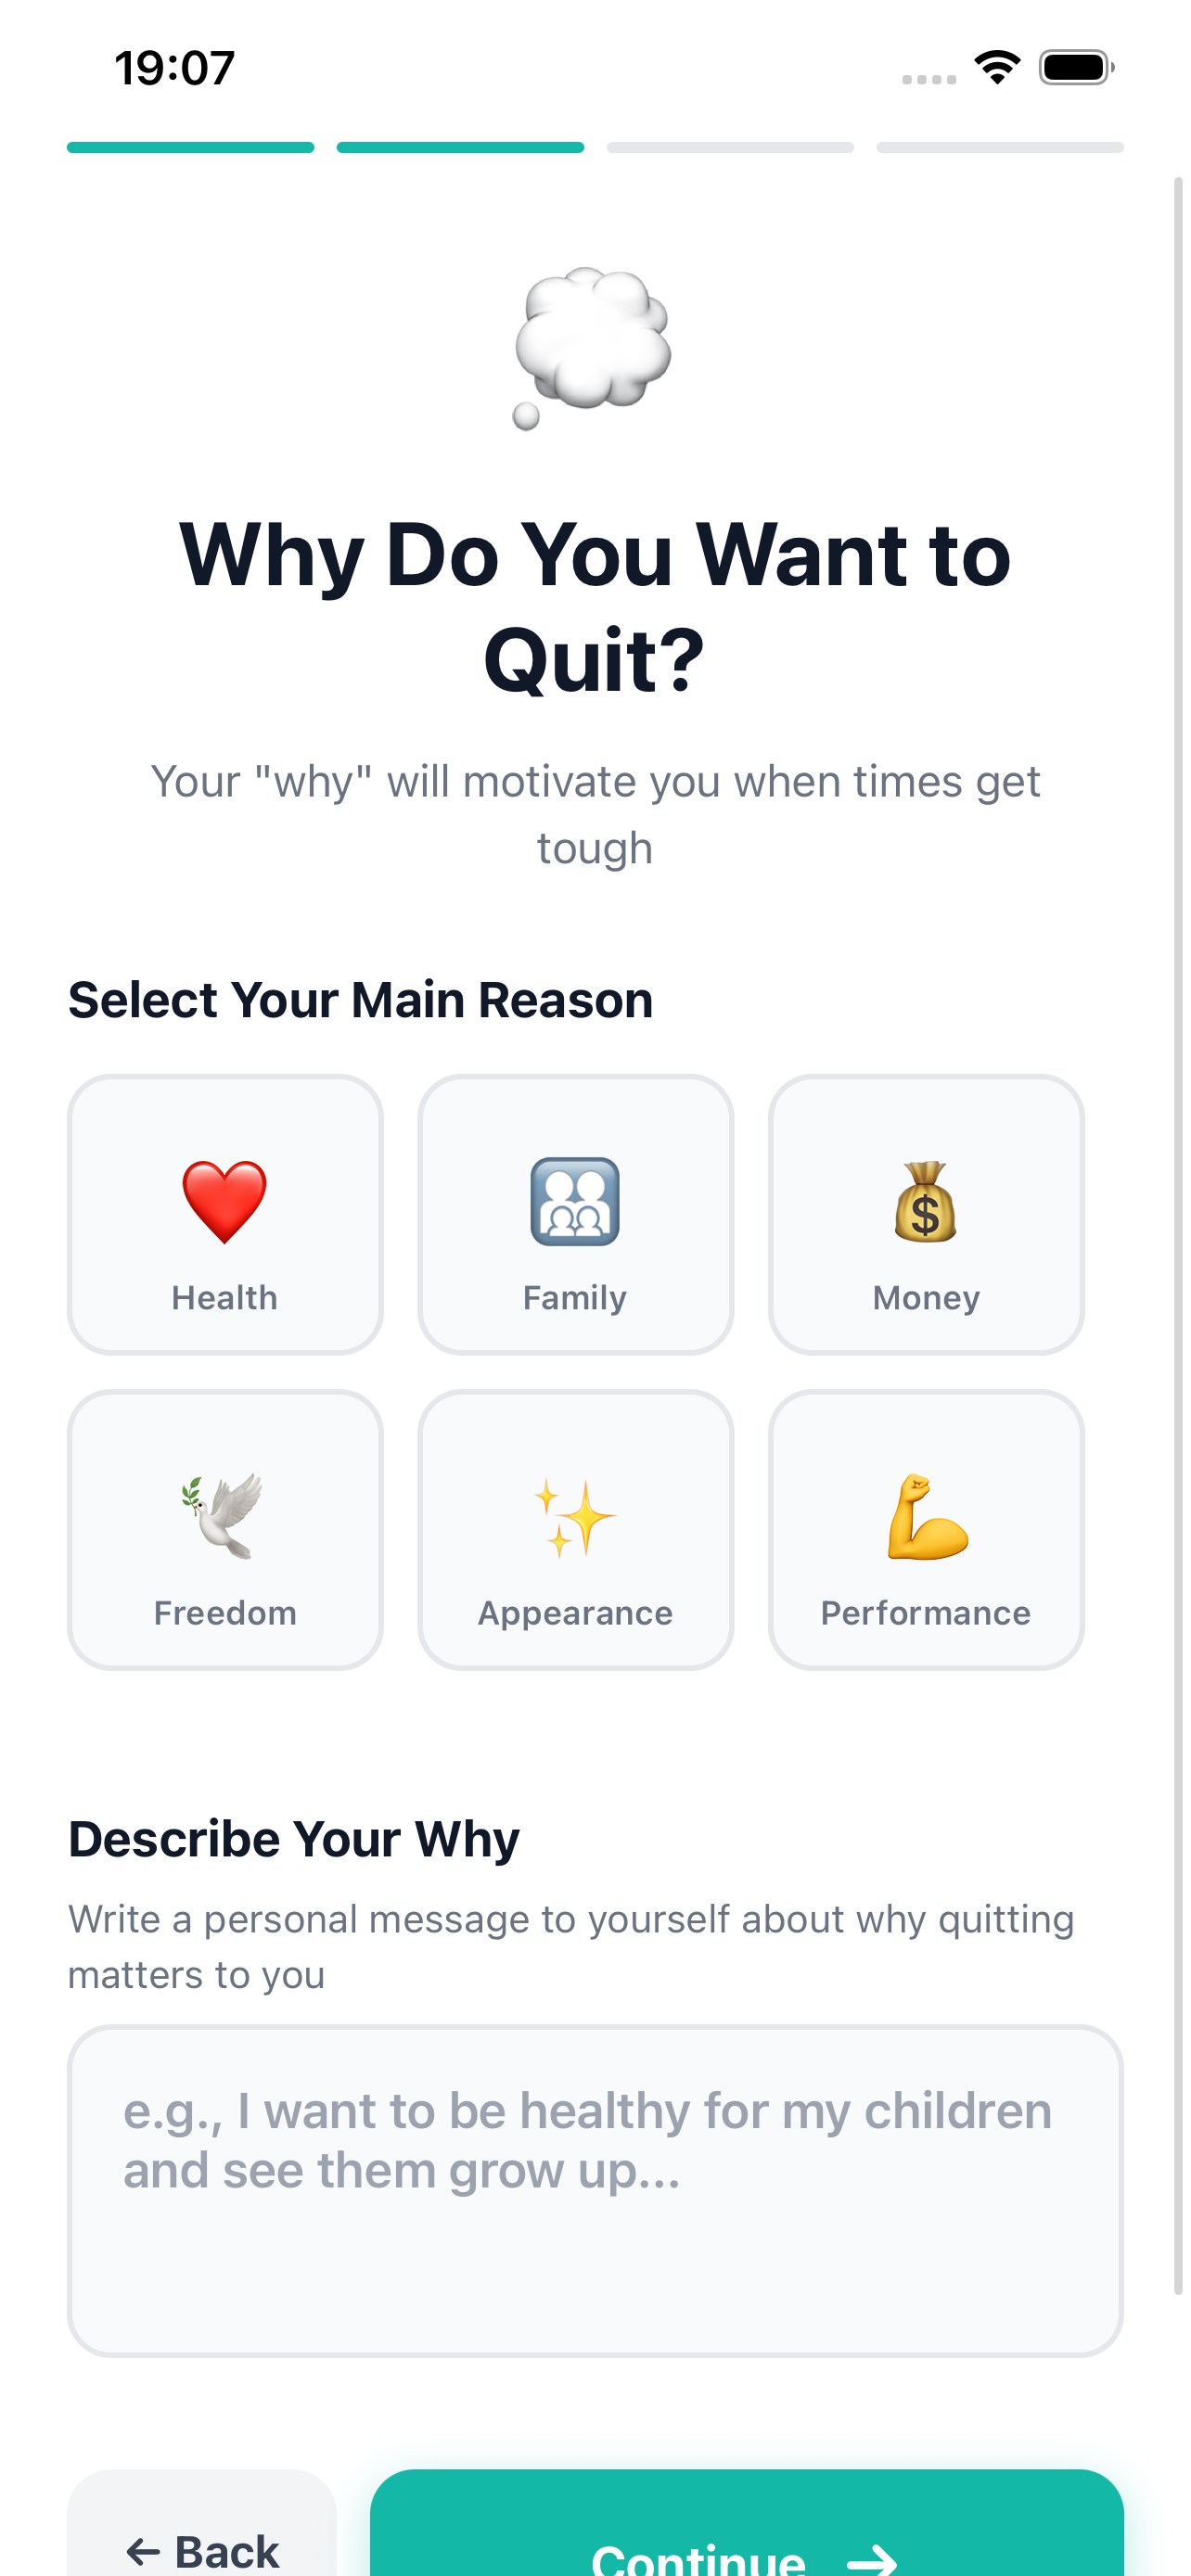 19:07
Why Do You Want to
Quit?
Your "why" will motivate you when times get
tough
Select Your Main Reason
Health
Family
Money
Freedom
Appearance
Performance
Describe Your Why
Write a personal message to yourself about why quitting
matters to you
e.g., I want to be healthy for my children
and see them grow up...
← Back
Continue →